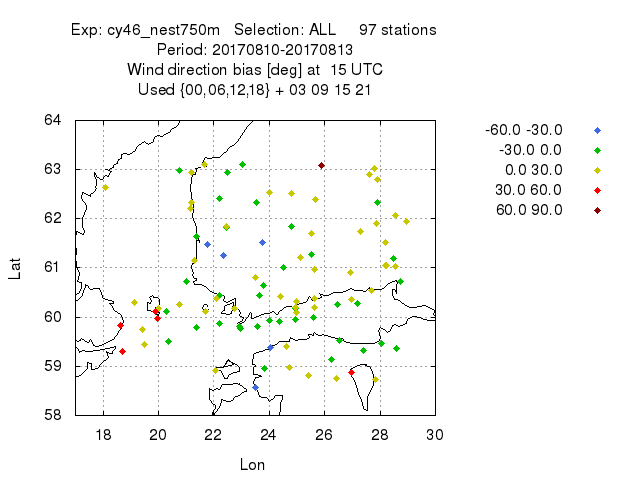 Exp: cy46_nest750m   Selection: ALL     97 stations
Period: 20170810-20170813
Wind direction bias [deg] at  15 UTC
Used {00,06,12,18} + 03 09 15 21
64
63
62
61
60
59
58
Lat
18 20 22 24 26 28 30
Lon
-60.0 -30.0
-30.0 0.0
0.0 30.0
30.0 60.0
60.0 90.0